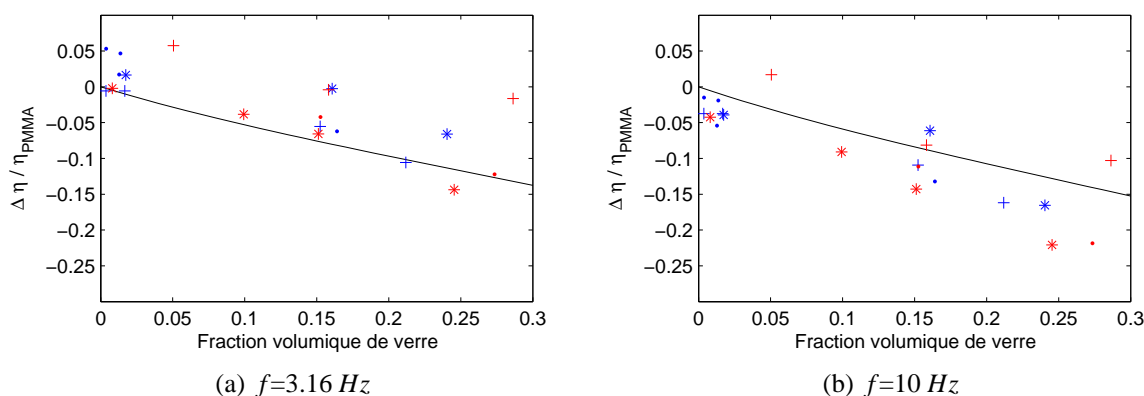 0.05
0
−0.05
−0.1
−0.15
−0.2
−0.25
Δ η / η_PMMA
0 0.05 0.1 0.15 0.2 0.25 0.3
Fraction volumique de verre
(a) f=3.16 Hz
0.05
0
−0.05
−0.1
−0.15
−0.2
−0.25
Δ η / η_PMMA
0 0.05 0.1 0.15 0.2 0.25 0.3
Fraction volumique de verre
(b) f=10 Hz